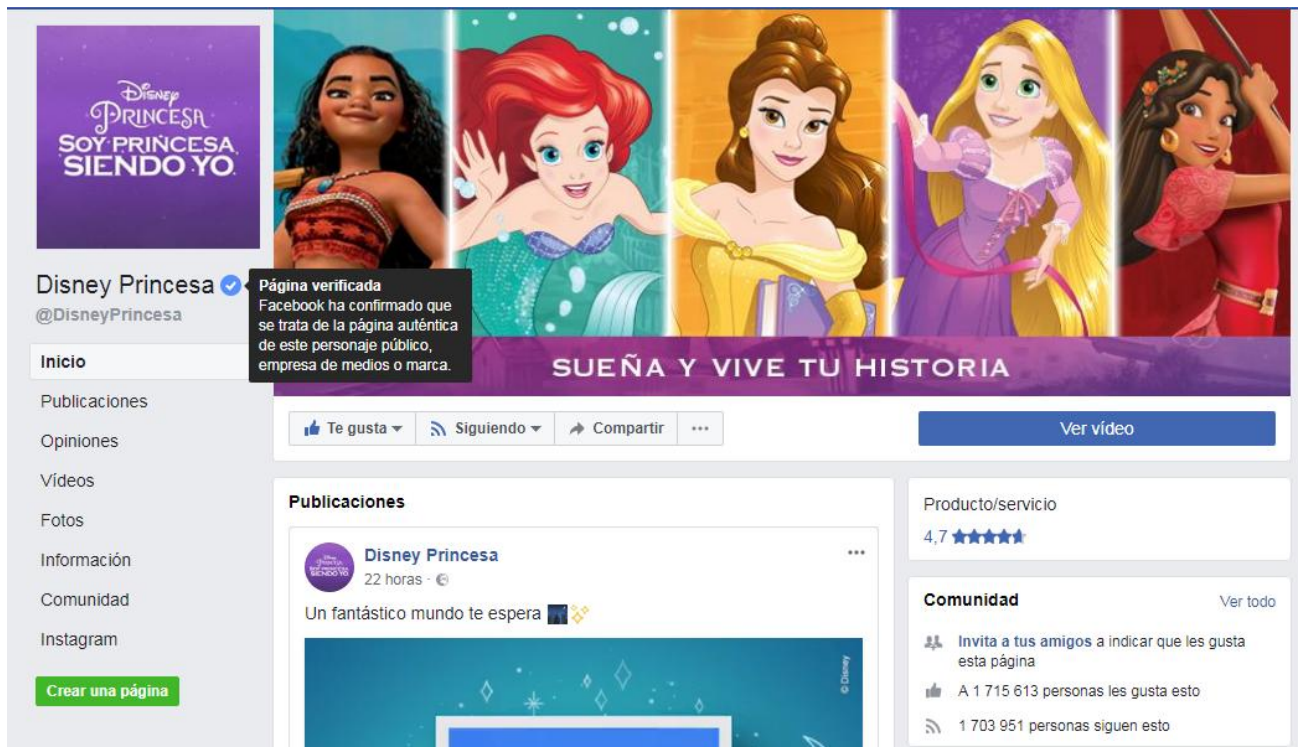 Disney
PRINCESA
SOY PRINCESA
SIENDO YO.
Disney Princesa
@DisneyPrincesa
Página verificada
Facebook ha confirmado que
se trata de la página auténtica
de este personaje público,
empresa de medios o marca.
Inicio
Publicaciones
Opiniones
Vídeos
Fotos
Información
Comunidad
Instagram
Crear una página
SUEÑA Y VIVE TU HISTORIA
Te gusta
Siguiendo
Compartir
Ver vídeo
Publicaciones
Disney Princesa
22 horas ·
Un fantástico mundo te espera
© Disney
Producto/servicio
4,7
Comunidad
Ver todo
Invita a tus amigos a indicar que les gusta
esta página
A 1 715 613 personas les gusta esto
1 703 951 personas siguen esto